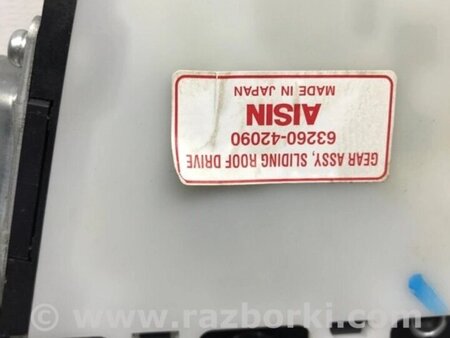 GEAR ASSY, SLIDING ROOF DRIVE
63260-42090
AISIN
MADE IN JAPAN
© www.razborki.com